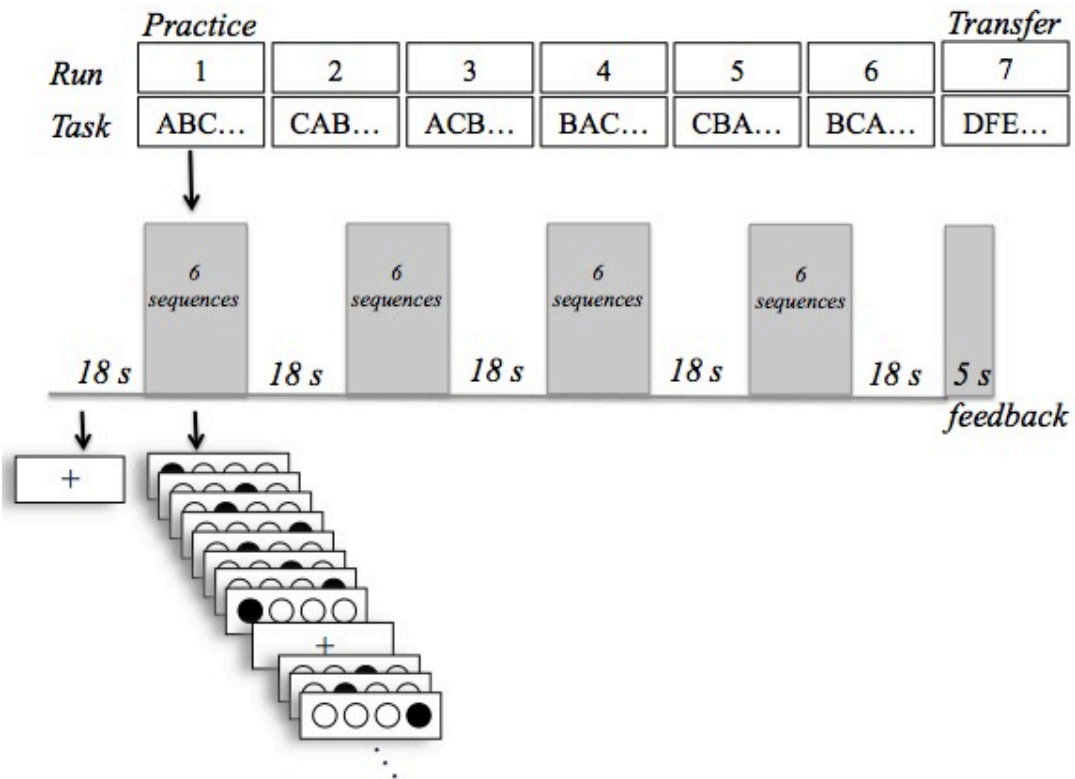 Practice Transfer
Run 1 2 3 4 5 6 7
Task ABC... CAB... ACB... BAC... CBA... BCA... DFE...
6 6 6 6
sequences sequences sequences sequences
18 s 18 s 18 s 18 s 18 s 5 s
feedback
+
+